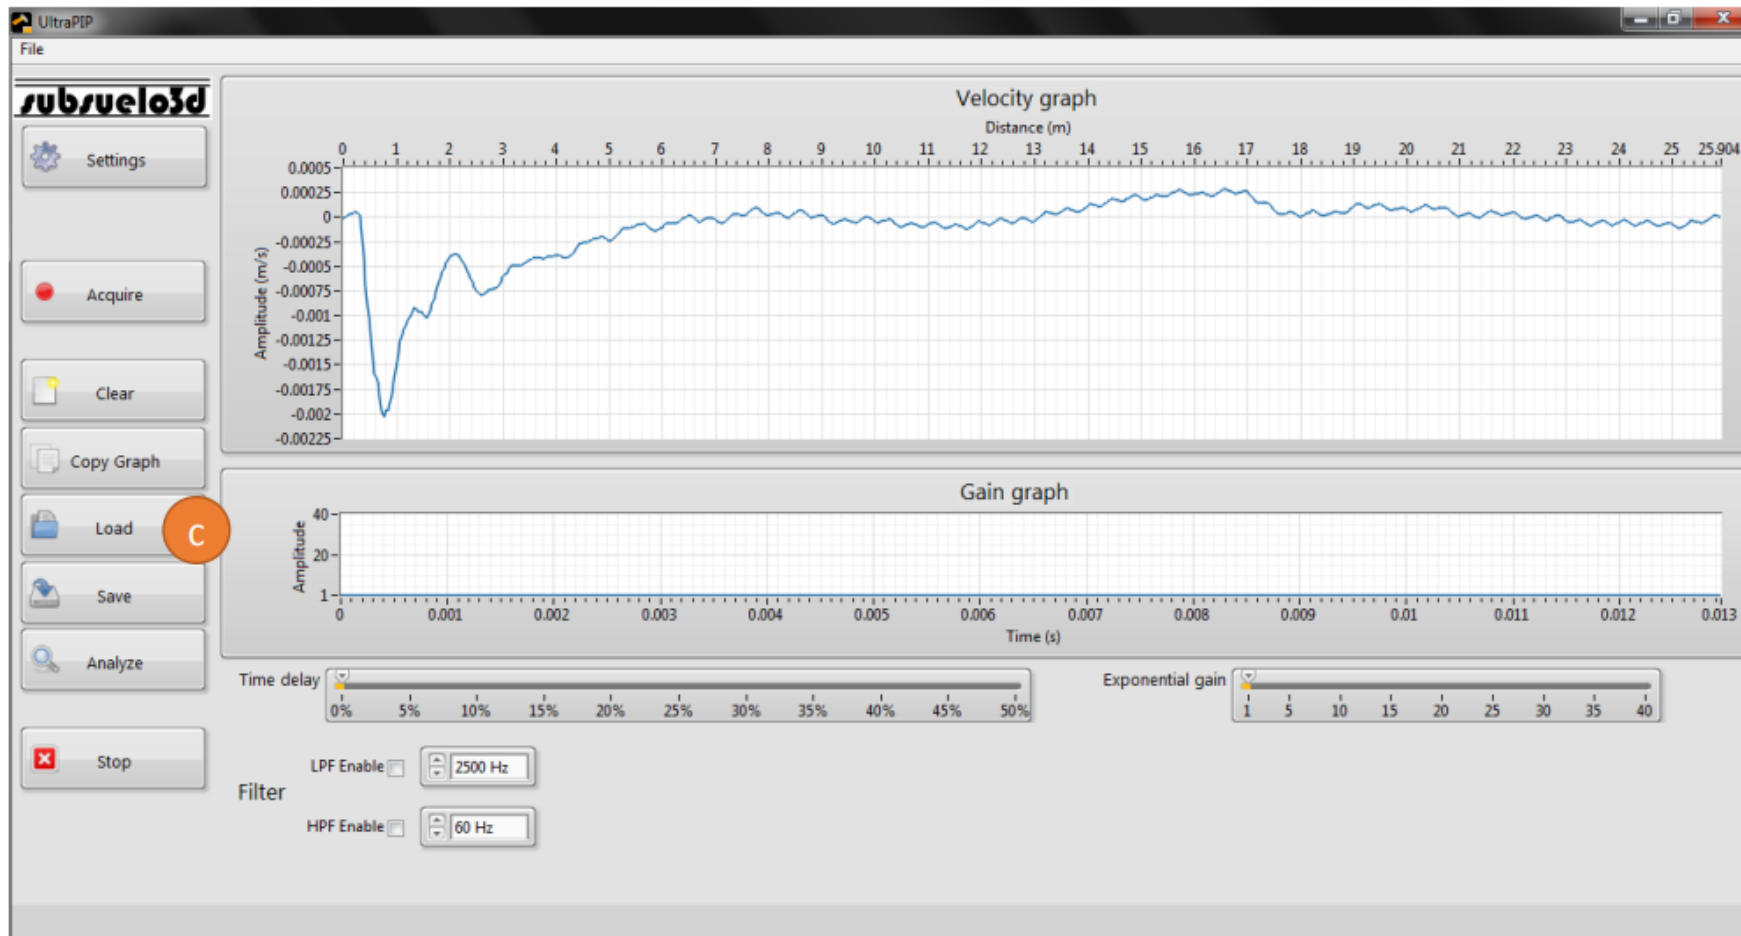 UltraPIP
File
subsuelo3d
Settings
Acquire
Clear
Copy Graph
Load
C
Save
Analyze
Stop
Velocity graph
Distance (m)
0 1 2 3 4 5 6 7 8 9 10 11 12 13 14 15 16 17 18 19 20 21 22 23 24 25 25.904
Amplitude (m/s)
0.0005
0.00025
0
-0.00025
-0.0005
-0.00075
-0.001
-0.00125
-0.0015
-0.00175
-0.002
-0.00225
Gain graph
Amplitude
40
20
1
0 0.001 0.002 0.003 0.004 0.005 0.006 0.007 0.008 0.009 0.01 0.011 0.012 0.013
Time (s)
Time delay
0% 5% 10% 15% 20% 25% 30% 35% 40% 45% 50%
Exponential gain
1 5 10 15 20 25 30 35 40
Filter
LPF Enable 2500 Hz
HPF Enable 60 Hz